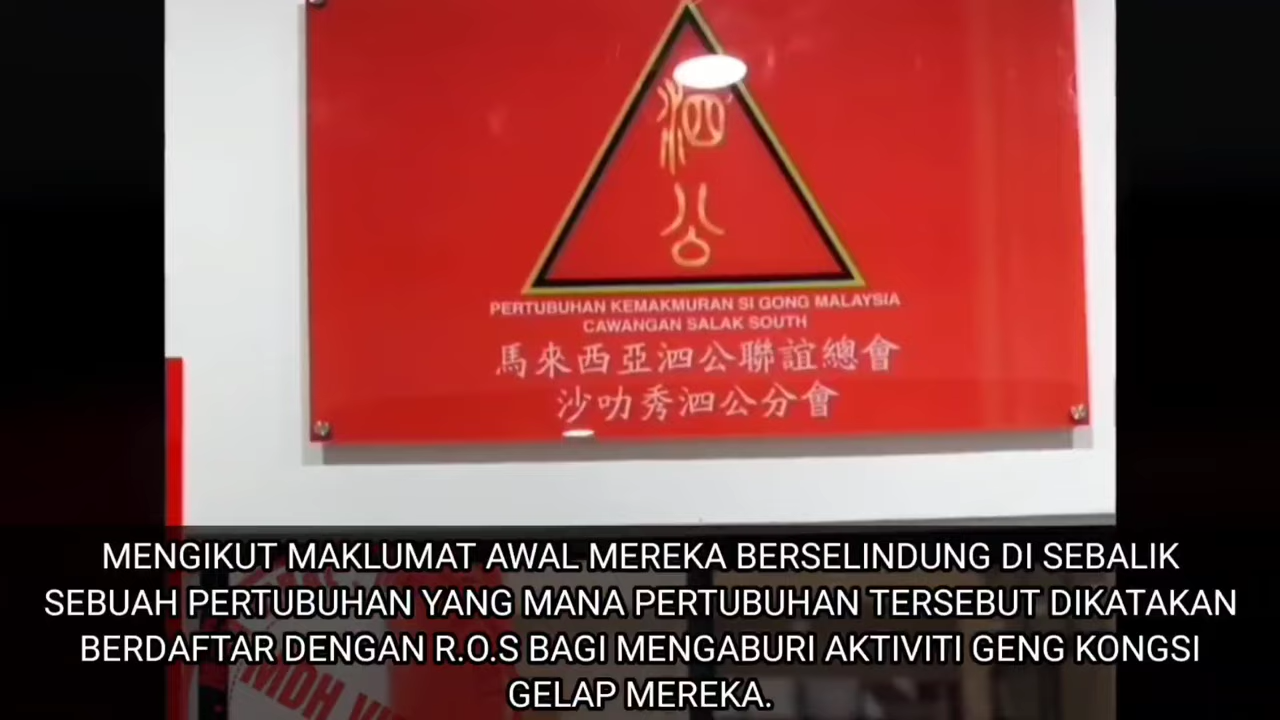 泗
公
PERTUBUHAN KEMAKMURAN SI GONG MALAYSIA
CAWANGAN SALAK SOUTH
馬來西亞泗公聯誼總會
沙叻秀泗公分會
MENGIKUT MAKLUMAT AWAL MEREKA BERSELINDUNG DI SEBALIK
SEBUAH PERTUBUHAN YANG MANA PERTUBUHAN TERSEBUT DIKATAKAN
BERDAFTAR DENGAN R.O.S BAGI MENGABURI AKTIVITI GENG KONGSI
GELAP MEREKA.
MDH